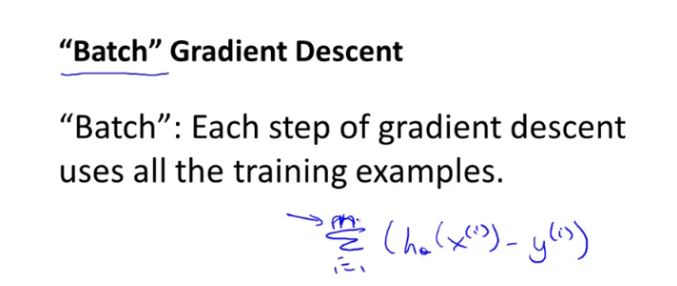 “Batch” Gradient Descent
“Batch”: Each step of gradient descent
uses all the training examples.
→ m Σ i=1 (hθ(x⁽ⁱ⁾) - y⁽ⁱ⁾)